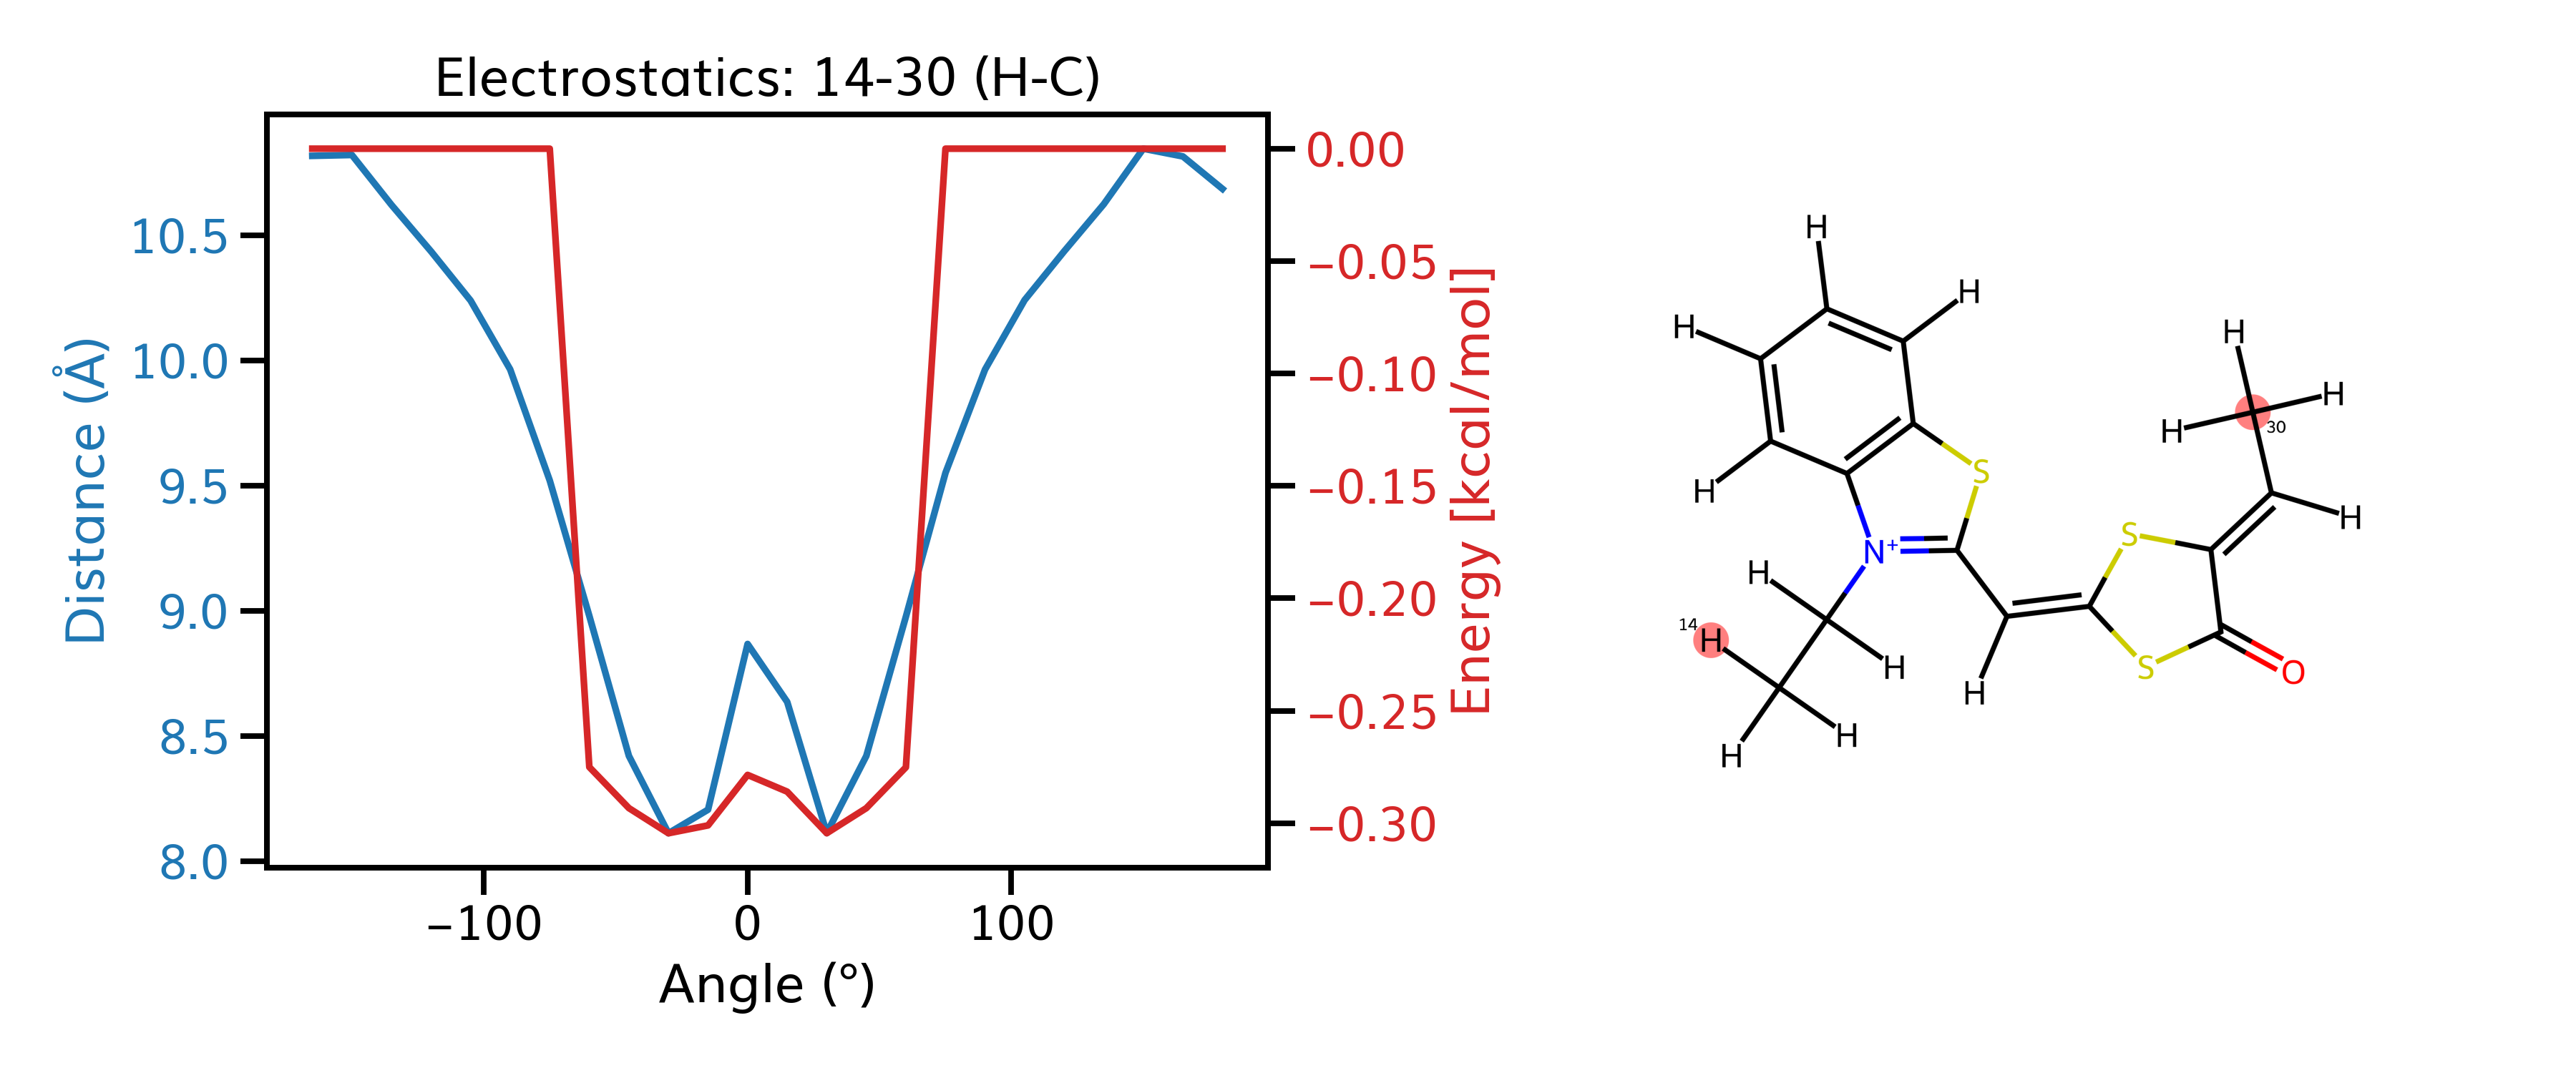 Electrostatics: 14-30 (H-C)
Distance (Å)
10.5
10.0
9.5
9.0
8.5
8.0
−100
0
100
Angle (°)
0.00
−0.05
−0.10
−0.15
−0.20
−0.25
−0.30
Energy [kcal/mol]
H
H
H
H
H
H
H
30
S
H
H
S
N+
H
14
H
H
S
O
H
H
H